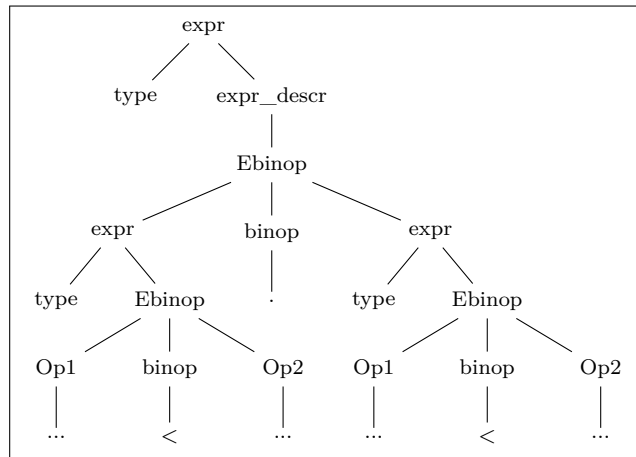 expr
type expr_descr
Ebinop
expr binop expr
type Ebinop . type Ebinop
Op1 binop Op2 Op1 binop Op2
... < ... ... < ...